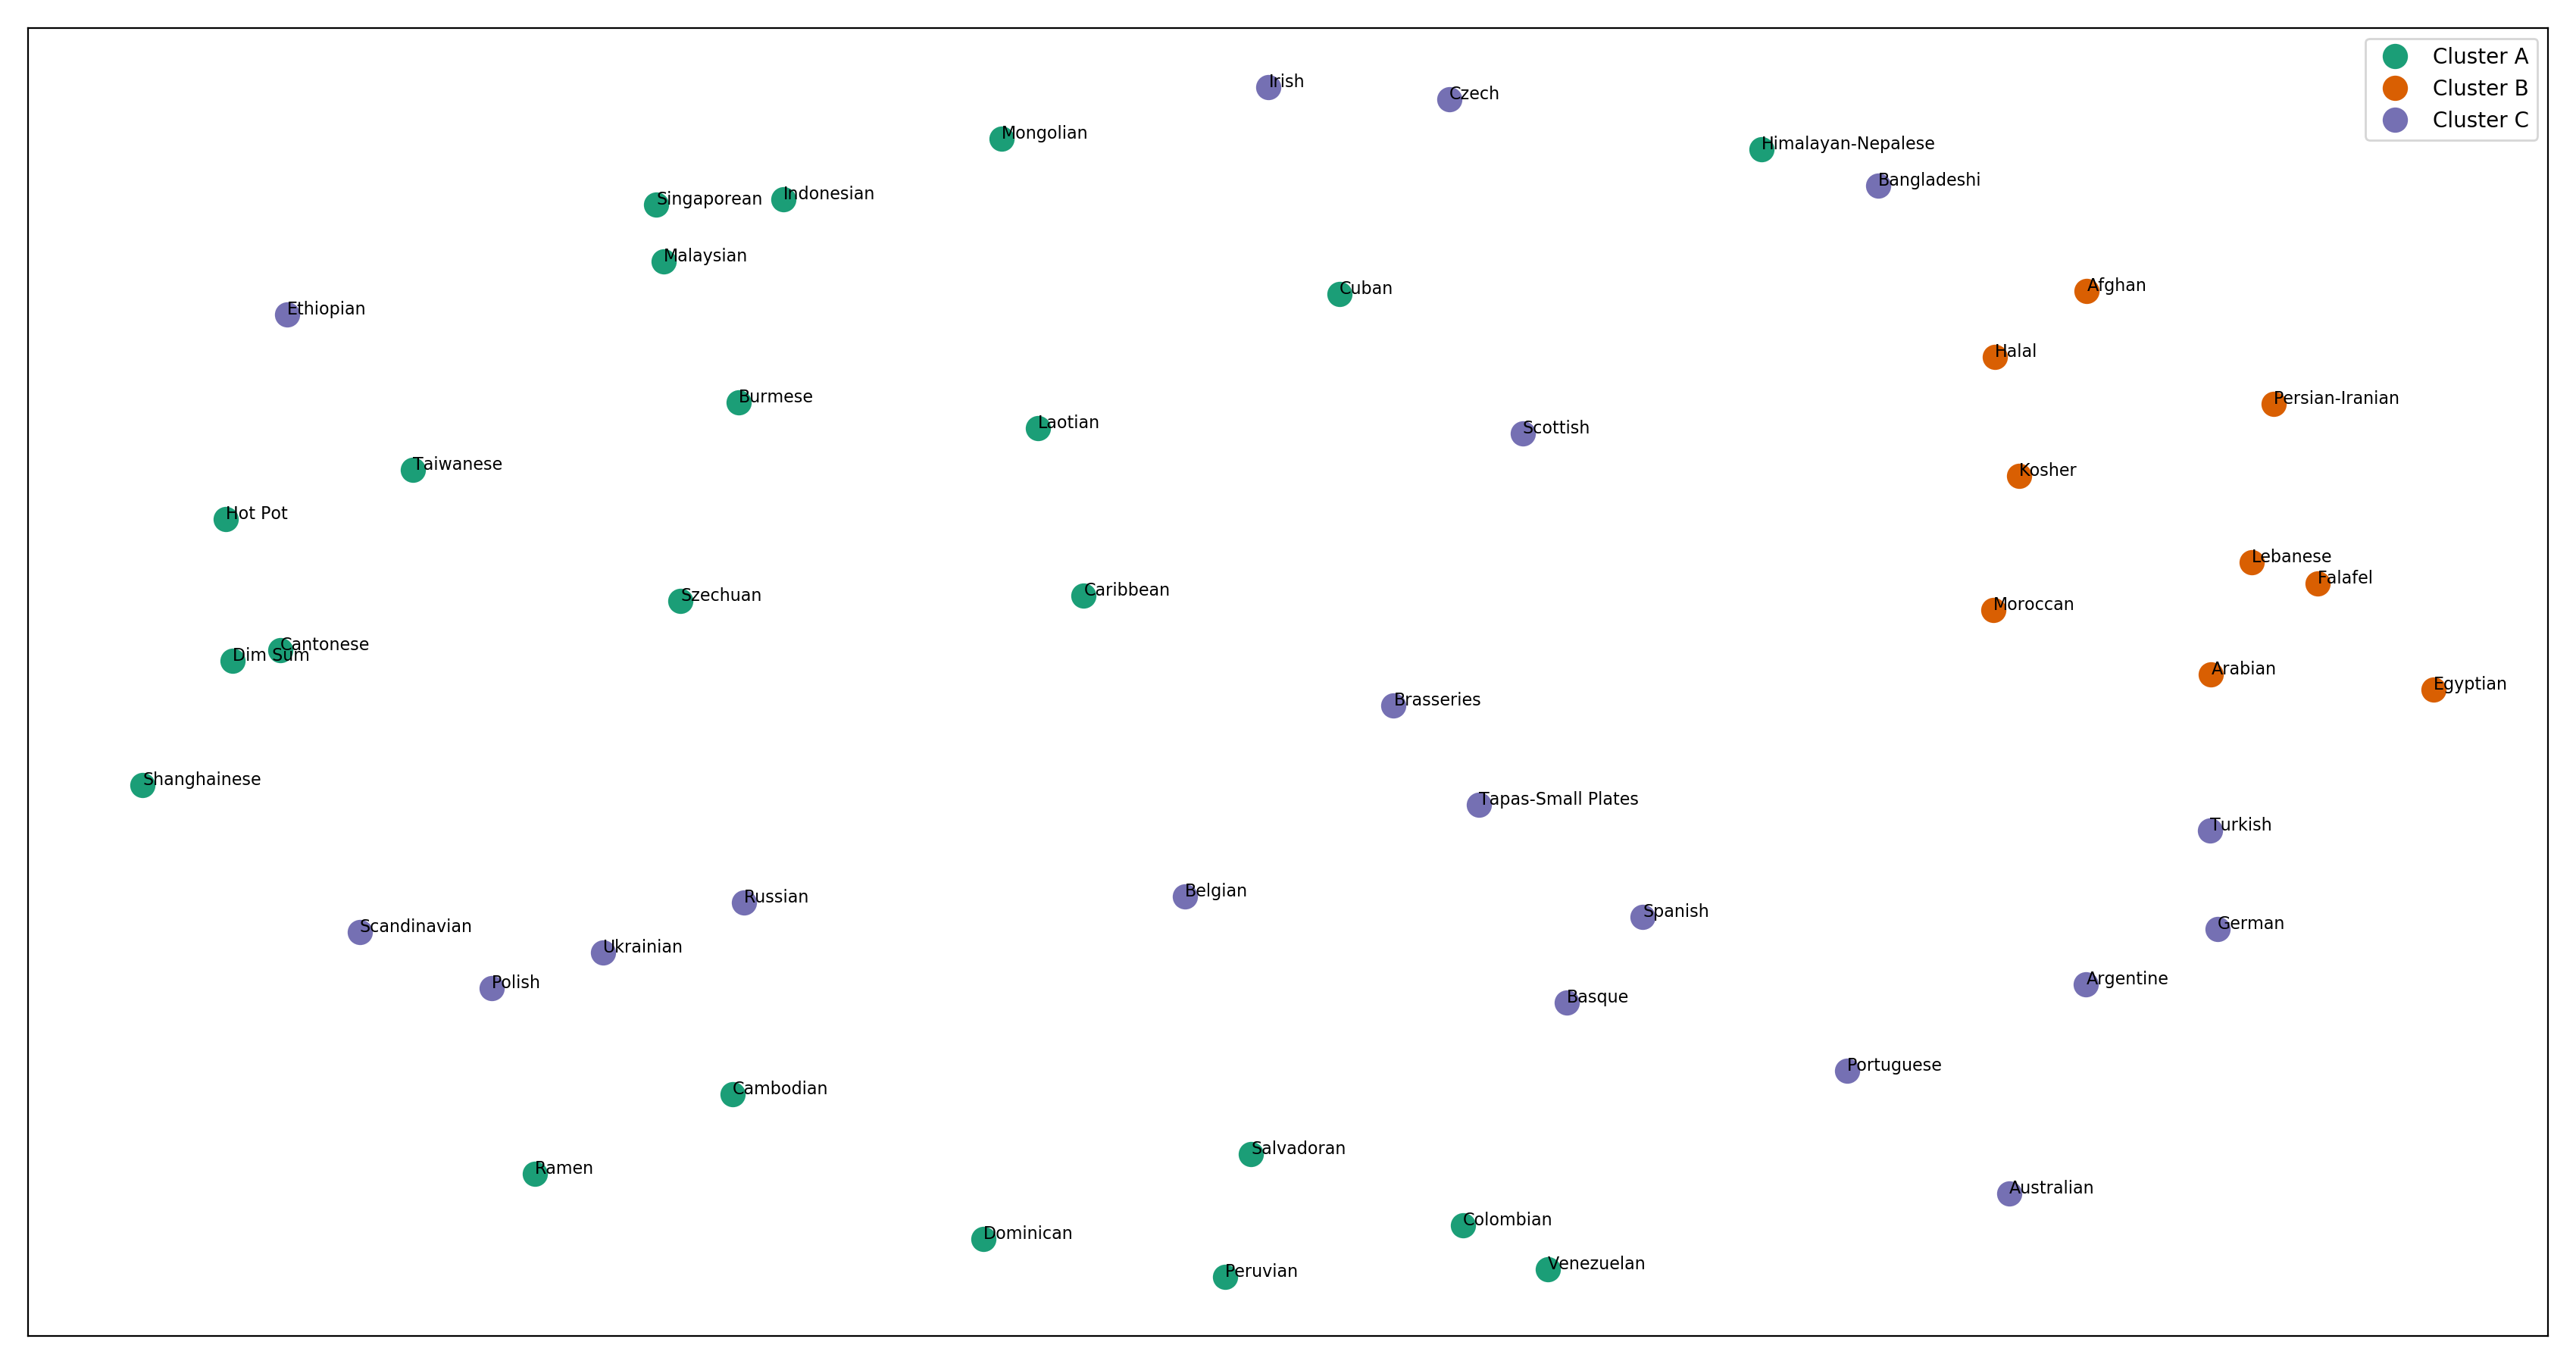 Cluster A
Cluster B
Cluster C
Irish
Czech
Mongolian
Himalayan-Nepalese
Bangladeshi
Singaporean
Indonesian
Malaysian
Cuban
Afghan
Ethiopian
Halal
Burmese
Persian-Iranian
Laotian
Scottish
Taiwanese
Kosher
Hot Pot
Lebanese
Falafel
Szechuan
Caribbean
Moroccan
Cantonese
Dim Sum
Arabian
Egyptian
Brasseries
Shanghainese
Tapas-Small Plates
Turkish
Russian
Belgian
Spanish
Scandinavian
German
Ukrainian
Polish
Argentine
Basque
Portuguese
Cambodian
Salvadoran
Ramen
Australian
Colombian
Dominican
Venezuelan
Peruvian